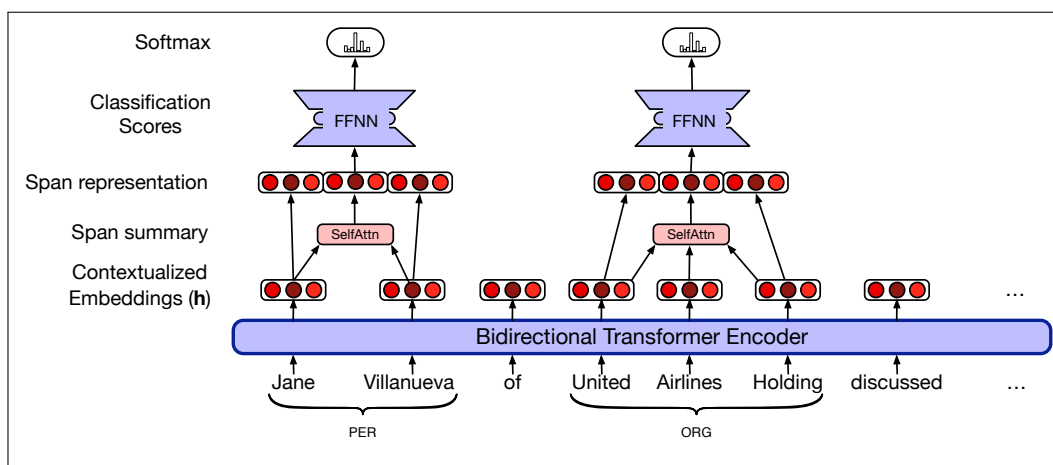 Softmax
Classification
Scores
FFNN FFNN
Span representation
Span summary
SelfAttn SelfAttn
Contextualized
Embeddings (h)
...
Bidirectional Transformer Encoder
Jane Villanueva of United Airlines Holding discussed ...
PER ORG